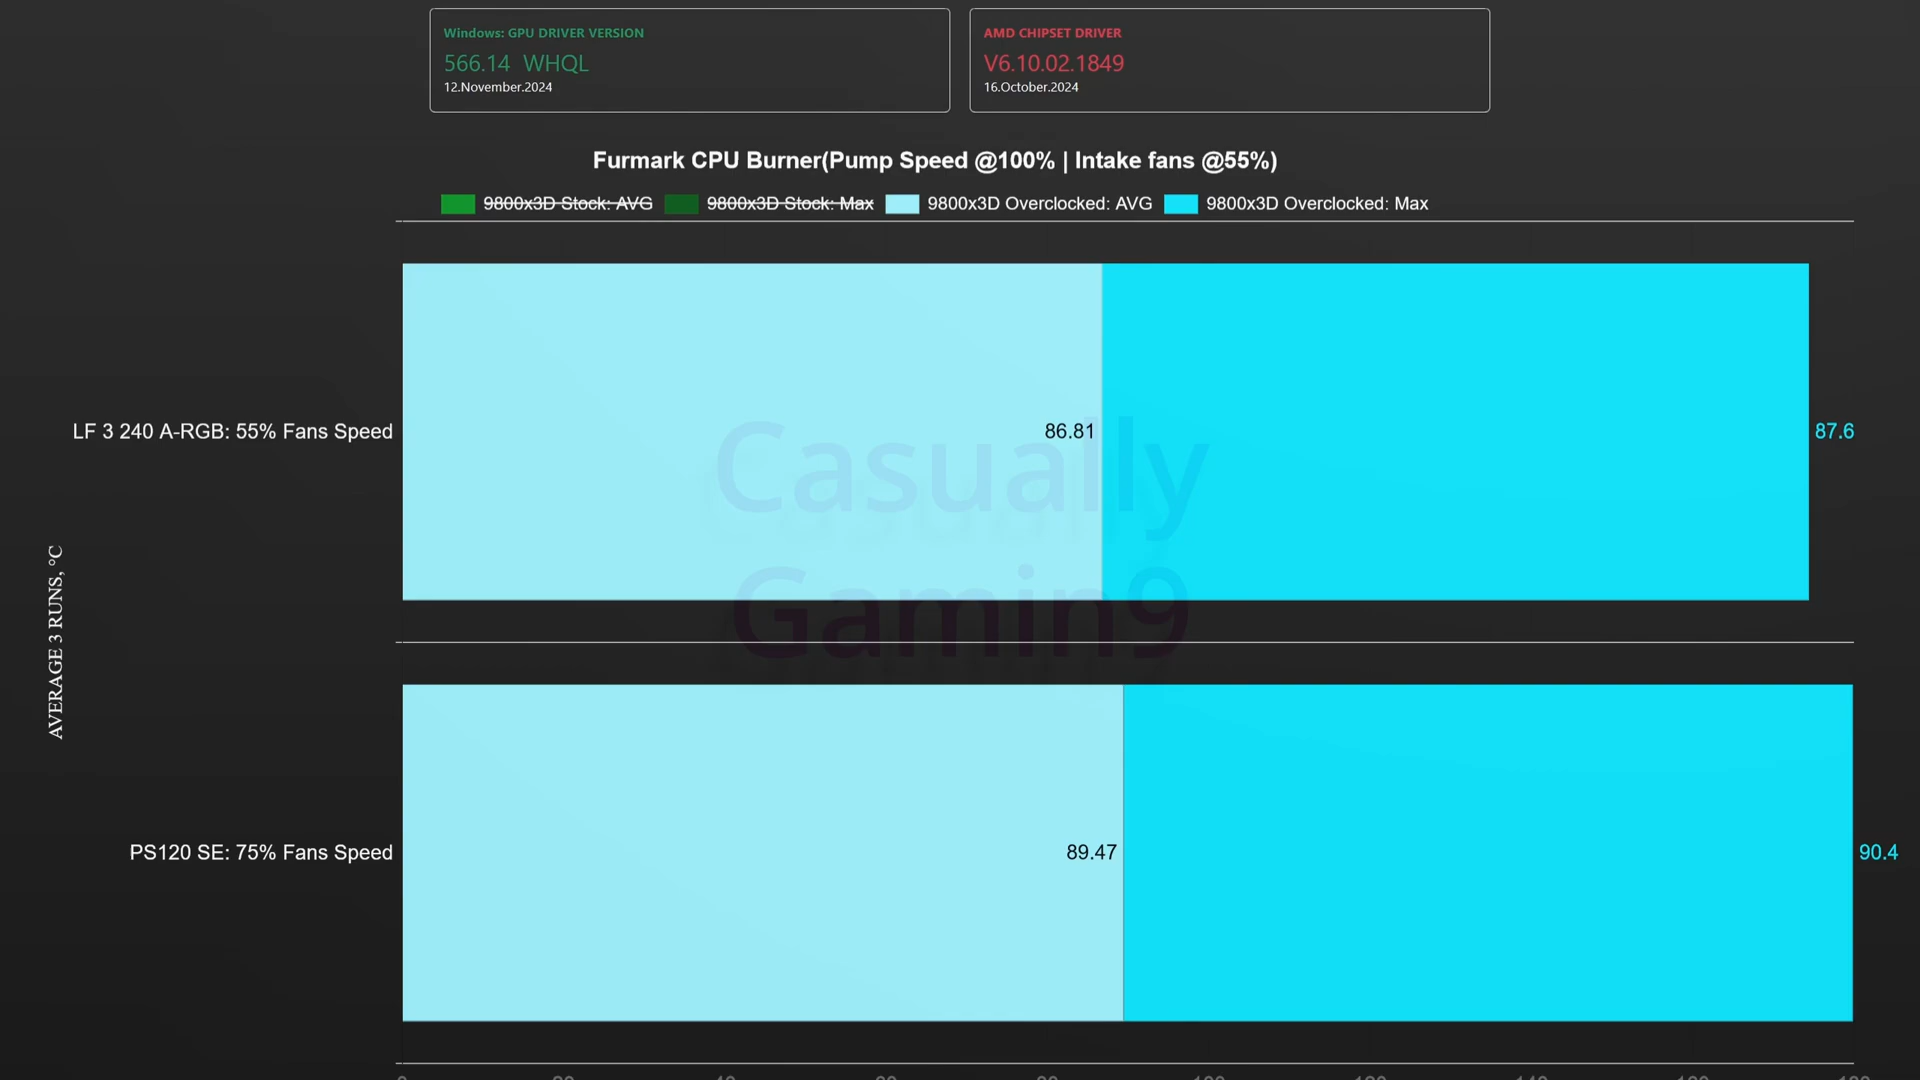 Windows: GPU DRIVER VERSION
566.14 WHQL
12.November.2024
AMD CHIPSET DRIVER
V6.10.02.1849
16.October.2024
Furmark CPU Burner(Pump Speed @100% | Intake fans @55%)
9800x3D Stock: AVG 9800x3D Stock: Max 9800x3D Overclocked: AVG 9800x3D Overclocked: Max
AVERAGE 3 RUNS, °C
LF 3 240 A-RGB: 55% Fans Speed
86.81
87.6
Casually
Gamin9
PS120 SE: 75% Fans Speed
89.47
90.4